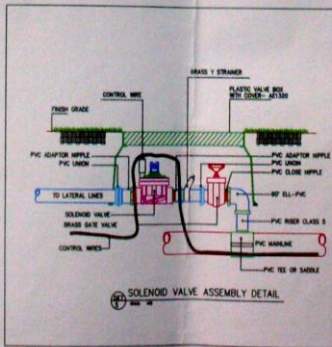 BRASS Y STRAINER
CONTROL WIRE
PLASTIC VALVE BOX
WITH COVER- AE1320
FINISH GRADE
PVC ADAPTOR NIPPLE
PVC UNION
PVC ADAPTOR NIPPLE
PVC UNION
PVC CLOSE NIPPLE
TO LATERAL LINES
90° ELL-PVC
SOLENOID VALVE
BRASS GATE VALVE
PVC RISER CLASS 5
CONTROL WIRES
PVC MAINLINE
PVC TEE OR SADDLE
SOLENOID VALVE ASSEMBLY DETAIL